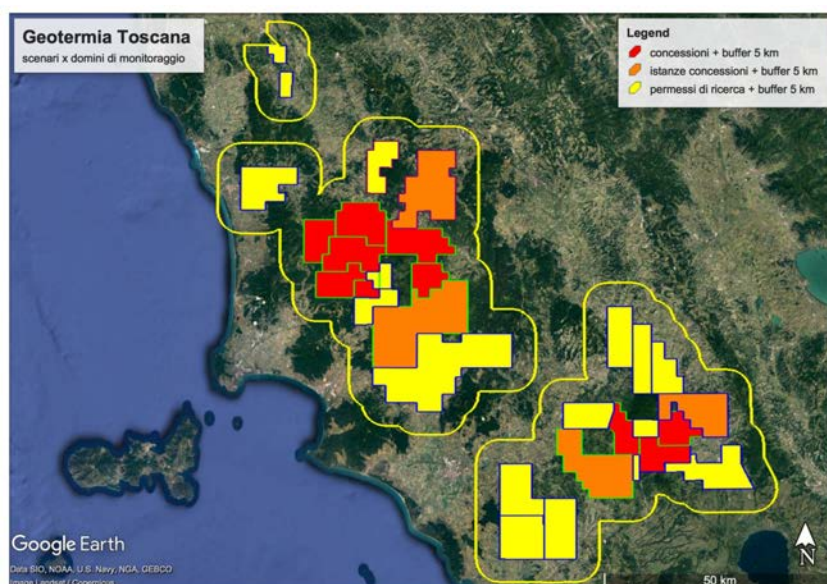 Geotermia Toscana
scenari x domini di monitoraggio
Legend
concessioni + buffer 5 km
istanze concessioni + buffer 5 km
permessi di ricerca + buffer 5 km
Google Earth
Data SIO, NOAA, U.S. Navy, NGA, GEBCO
Image Landsat / Copernicus
N
50 km